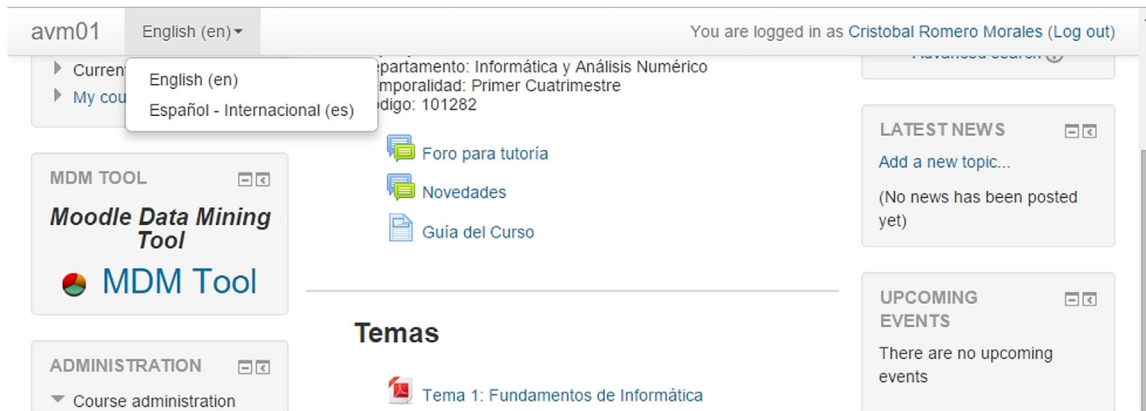 avm01
English (en)
You are logged in as Cristobal Romero Morales (Log out)
English (en)
Español - Internacional (es)
My cou
MDM TOOL
Moodle Data Mining
Tool
MDM Tool
ADMINISTRATION
Course administration
epartamento: Informática y Análisis Numérico
mporalidad: Primer Cuatrimestre
digo: 101282
Foro para tutoría
Novedades
Guía del Curso
Temas
Tema 1: Fundamentos de Informática
Advanced search
LATEST NEWS
Add a new topic...
(No news has been posted
yet)
UPCOMING
EVENTS
There are no upcoming
events